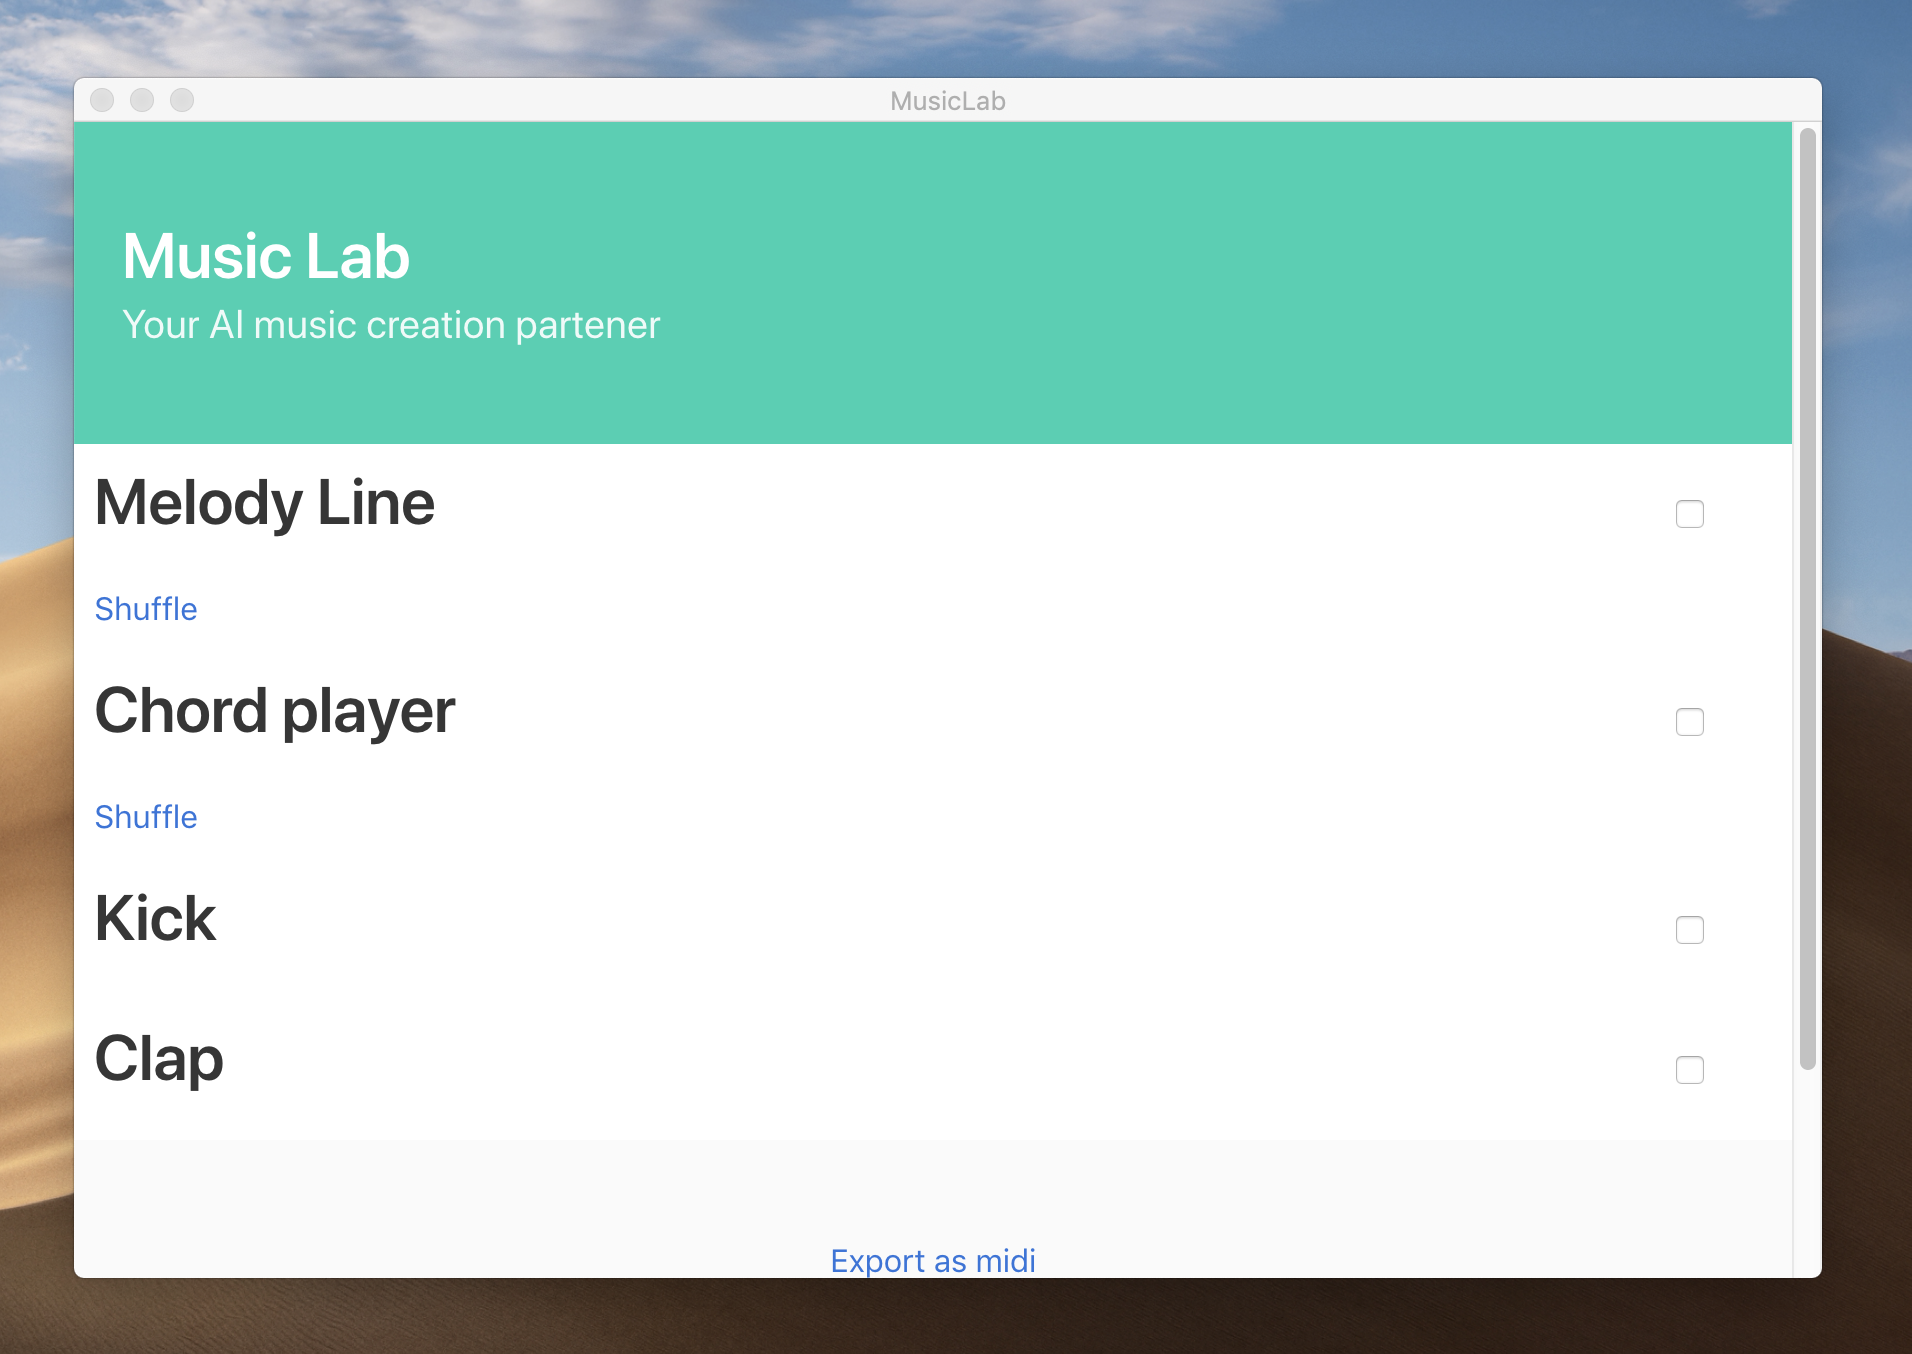 MusicLab
Music Lab
Your AI music creation partener
Melody Line
Shuffle
Chord player
Shuffle
Kick
Clap
Export as midi